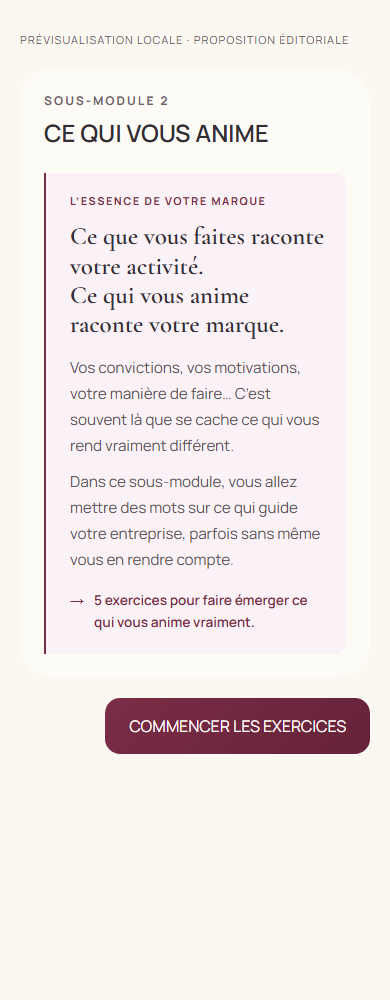 PRÉVISUALISATION LOCALE · PROPOSITION ÉDITORIALE
SOUS-MODULE 2
CE QUI VOUS ANIME
L'ESSENCE DE VOTRE MARQUE
Ce que vous faites raconte
votre activité.
Ce qui vous anime
raconte votre marque.
Vos convictions, vos motivations,
votre manière de faire… C'est
souvent là que se cache ce qui vous
rend vraiment différent.
Dans ce sous-module, vous allez
mettre des mots sur ce qui guide
votre entreprise, parfois sans même
vous en rendre compte.
→ 5 exercices pour faire émerger ce
qui vous anime vraiment.
COMMENCER LES EXERCICES